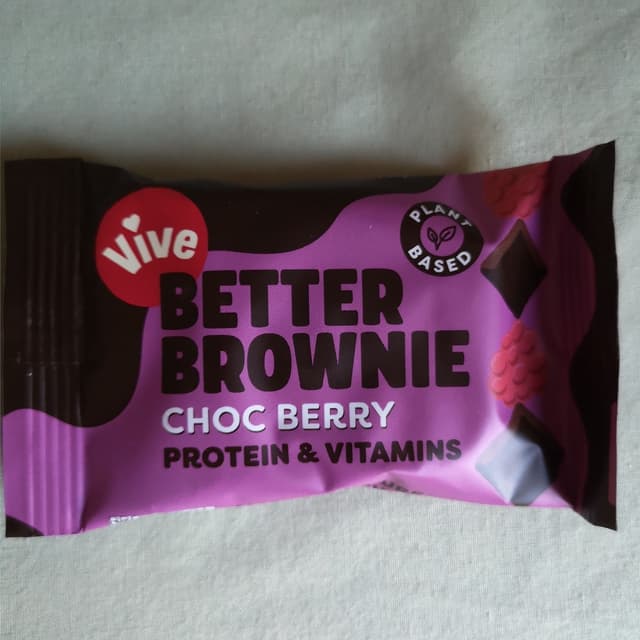 Vive
PLANT
BASED
BETTER
BROWNIE
CHOC BERRY
PROTEIN & VITAMINS